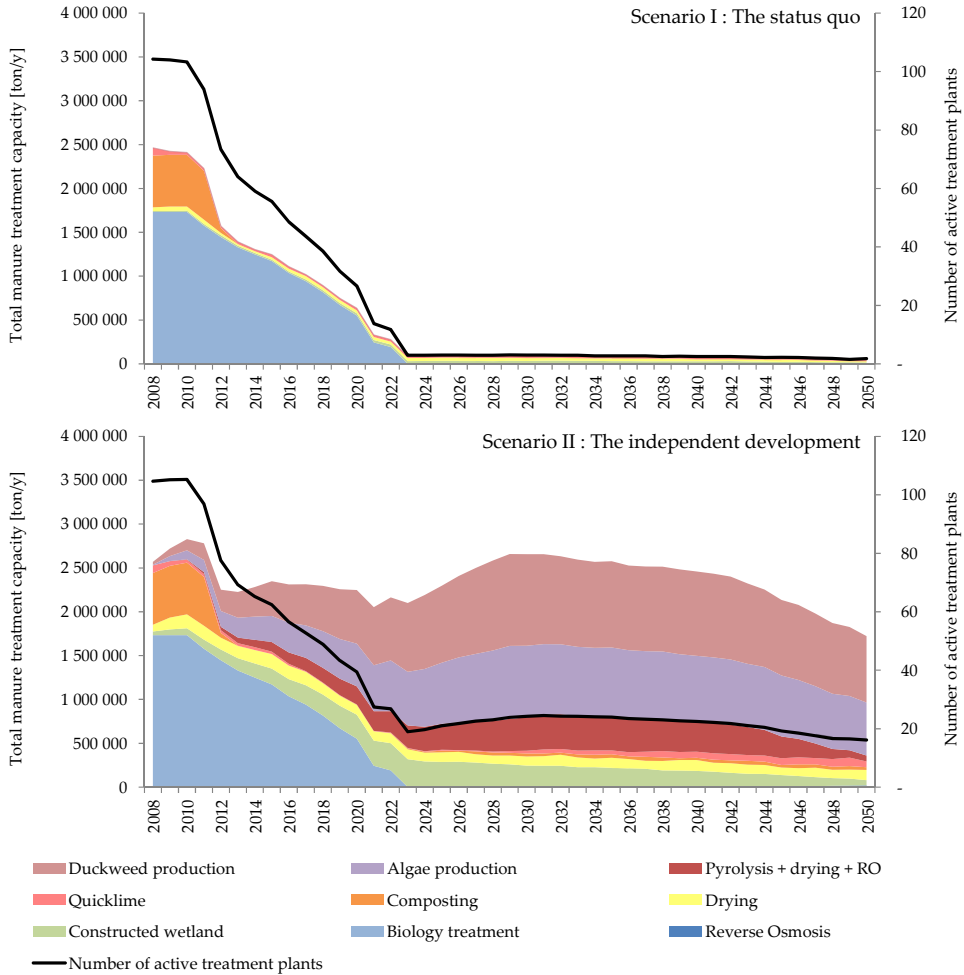 Scenario I : The status quo
Total manure treatment capacity [ton/y]
4 000 000
3 500 000
3 000 000
2 500 000
2 000 000
1 500 000
1 000 000
500 000
0
120
100
80
60
40
20
-
Number of active treatment plants
2008 2010 2012 2014 2016 2018 2020 2022 2024 2026 2028 2030 2032 2034 2036 2038 2040 2042 2044 2046 2048 2050
Scenario II : The independent development
Total manure treatment capacity [ton/y]
4 000 000
3 500 000
3 000 000
2 500 000
2 000 000
1 500 000
1 000 000
500 000
0
120
100
80
60
40
20
-
Number of active treatment plants
2008 2010 2012 2014 2016 2018 2020 2022 2024 2026 2028 2030 2032 2034 2036 2038 2040 2042 2044 2046 2048 2050
Duckweed production Algae production Pyrolysis + drying + RO
Quicklime Composting Drying
Constructed wetland Biology treatment Reverse Osmosis
Number of active treatment plants